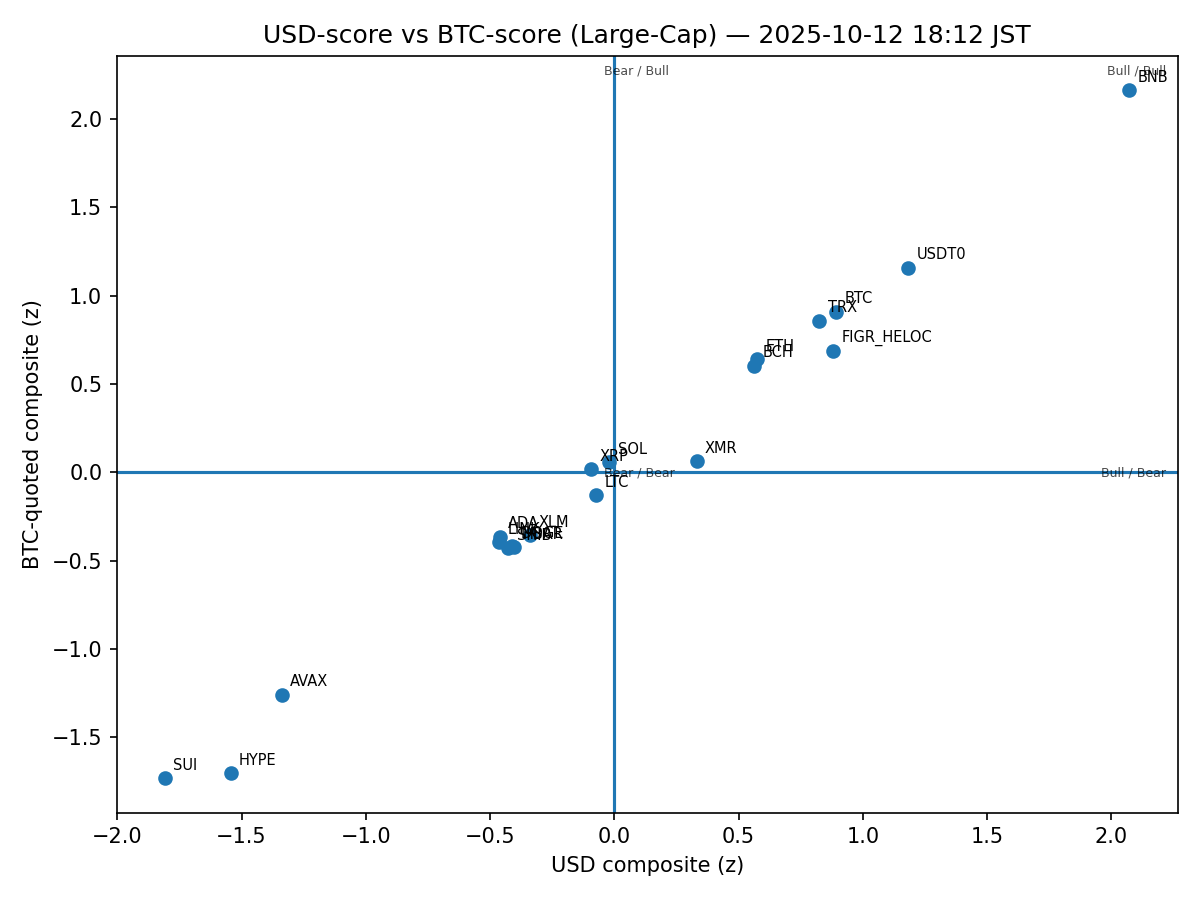 USD-score vs BTC-score (Large-Cap) — 2025-10-12 18:12 JST
Bear / Bull
Bull / Bull
BNB
USDT0
BTC
TRX
FIGR_HELOC
ETH
BCH
SOL
XMR
XRP
Bear / Bear
Bull / Bear
LTC
ADA
XLM
AVAX
HYPE
SUI
BTC-quoted composite (z)
2.0
1.5
1.0
0.5
0.0
−0.5
−1.0
−1.5
−2.0
−1.5
−1.0
−0.5
0.0
0.5
1.0
1.5
2.0
USD composite (z)